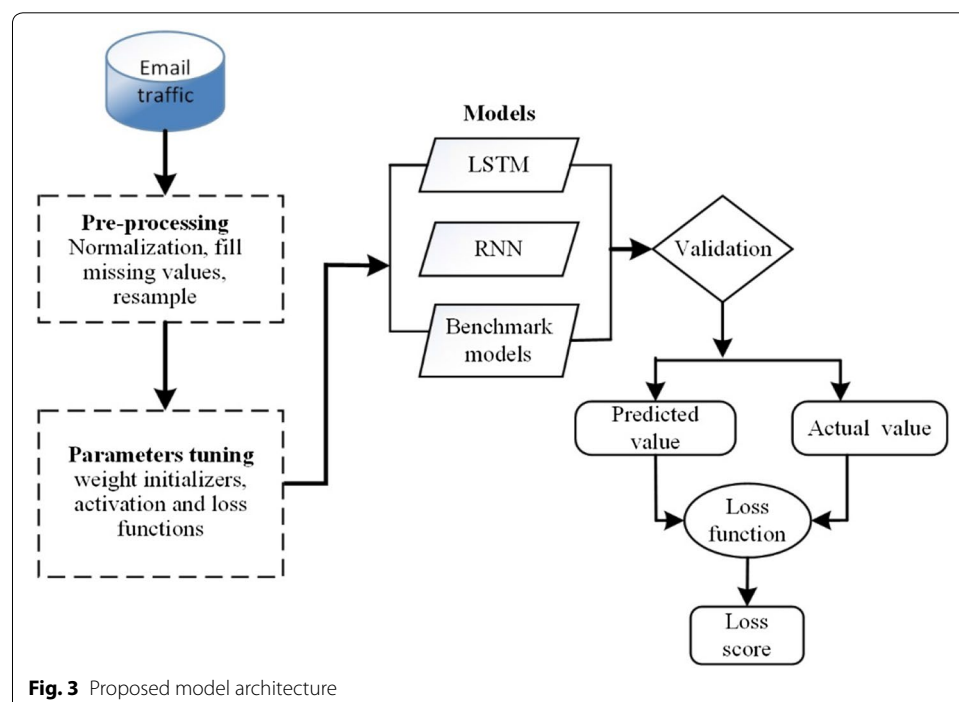 Email
traffic
Pre-processing
Normalization, fill
missing values,
resample
Parameters tuning
weight initializers,
activation and loss
functions
Models
LSTM
RNN
Benchmark
models
Validation
Predicted
value
Actual value
Loss
function
Loss
score
Fig. 3 Proposed model architecture